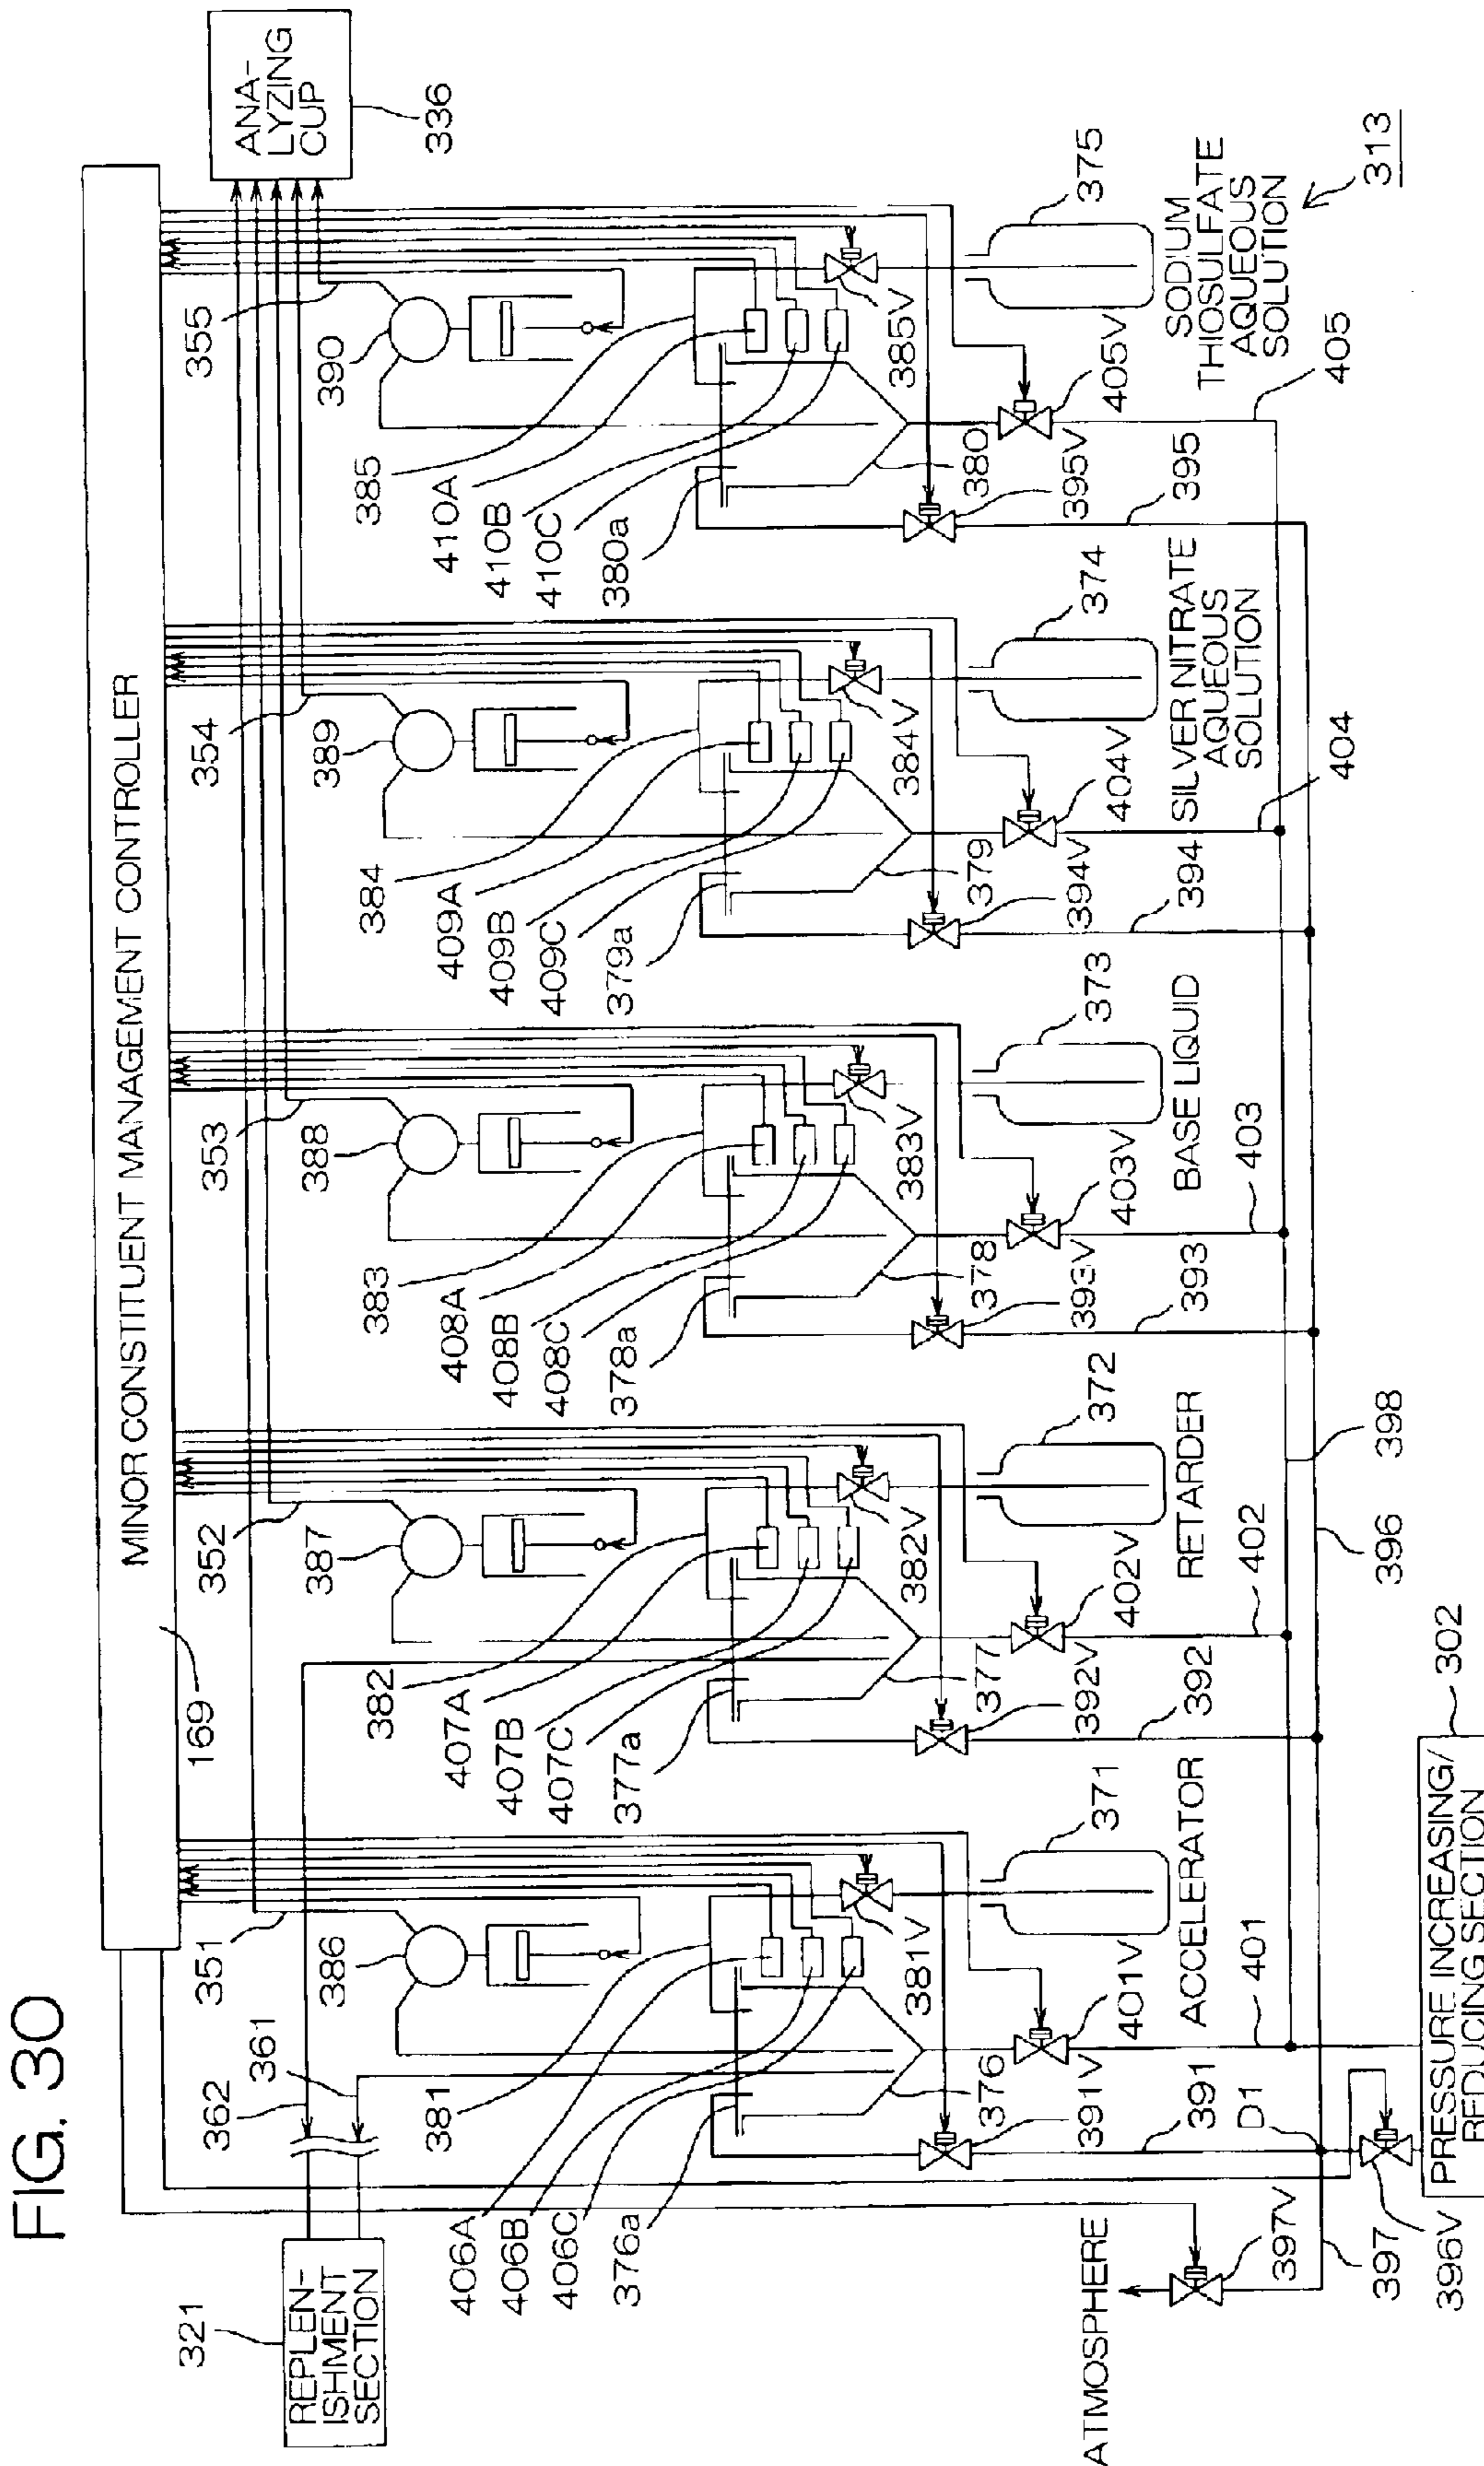 FIG. 30
MINOR CONSTITUENT MANAGEMENT CONTROLLER
169
ANA-
LYZING
CUP
336
321
REPLEN-
ISHMENT
SECTION
362
361
351
352
353
354
355
386
387
388
389
390
381
406A
406B
406C
376a
382
407A
407B
407C
377a
383
408A
408B
408C
378a
384
409A
409B
409C
379a
385
410A
410B
410C
380a
381V
382V
383V
384V
385V
376
377
378
379
380
391V
392V
393V
394V
395V
401V
402V
403V
404V
405V
371
372
373
374
375
ACCELERATOR
RETARDER
BASE LIQUID
SILVER NITRATE
AQUEOUS
SOLUTION
SODIUM
THIOSULFATE
AQUEOUS
SOLUTION
313
391
392
393
394
395
401
402
403
404
405
D1
ATMOSPHERE
397V
397
396V
396
398
302
PRESSURE INCREASING/
REDUCING SECTION